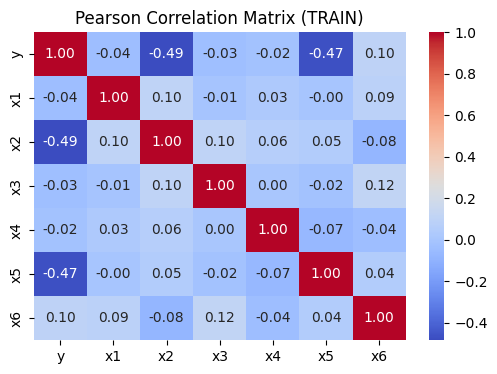 Pearson Correlation Matrix (TRAIN)
y 1.00 -0.04 -0.49 -0.03 -0.02 -0.47 0.10
x1 -0.04 1.00 0.10 -0.01 0.03 -0.00 0.09
x2 -0.49 0.10 1.00 0.10 0.06 0.05 -0.08
x3 -0.03 -0.01 0.10 1.00 0.00 -0.02 0.12
x4 -0.02 0.03 0.06 0.00 1.00 -0.07 -0.04
x5 -0.47 -0.00 0.05 -0.02 -0.07 1.00 0.04
x6 0.10 0.09 -0.08 0.12 -0.04 0.04 1.00
y x1 x2 x3 x4 x5 x6
1.0
0.8
0.6
0.4
0.2
0.0
−0.2
−0.4